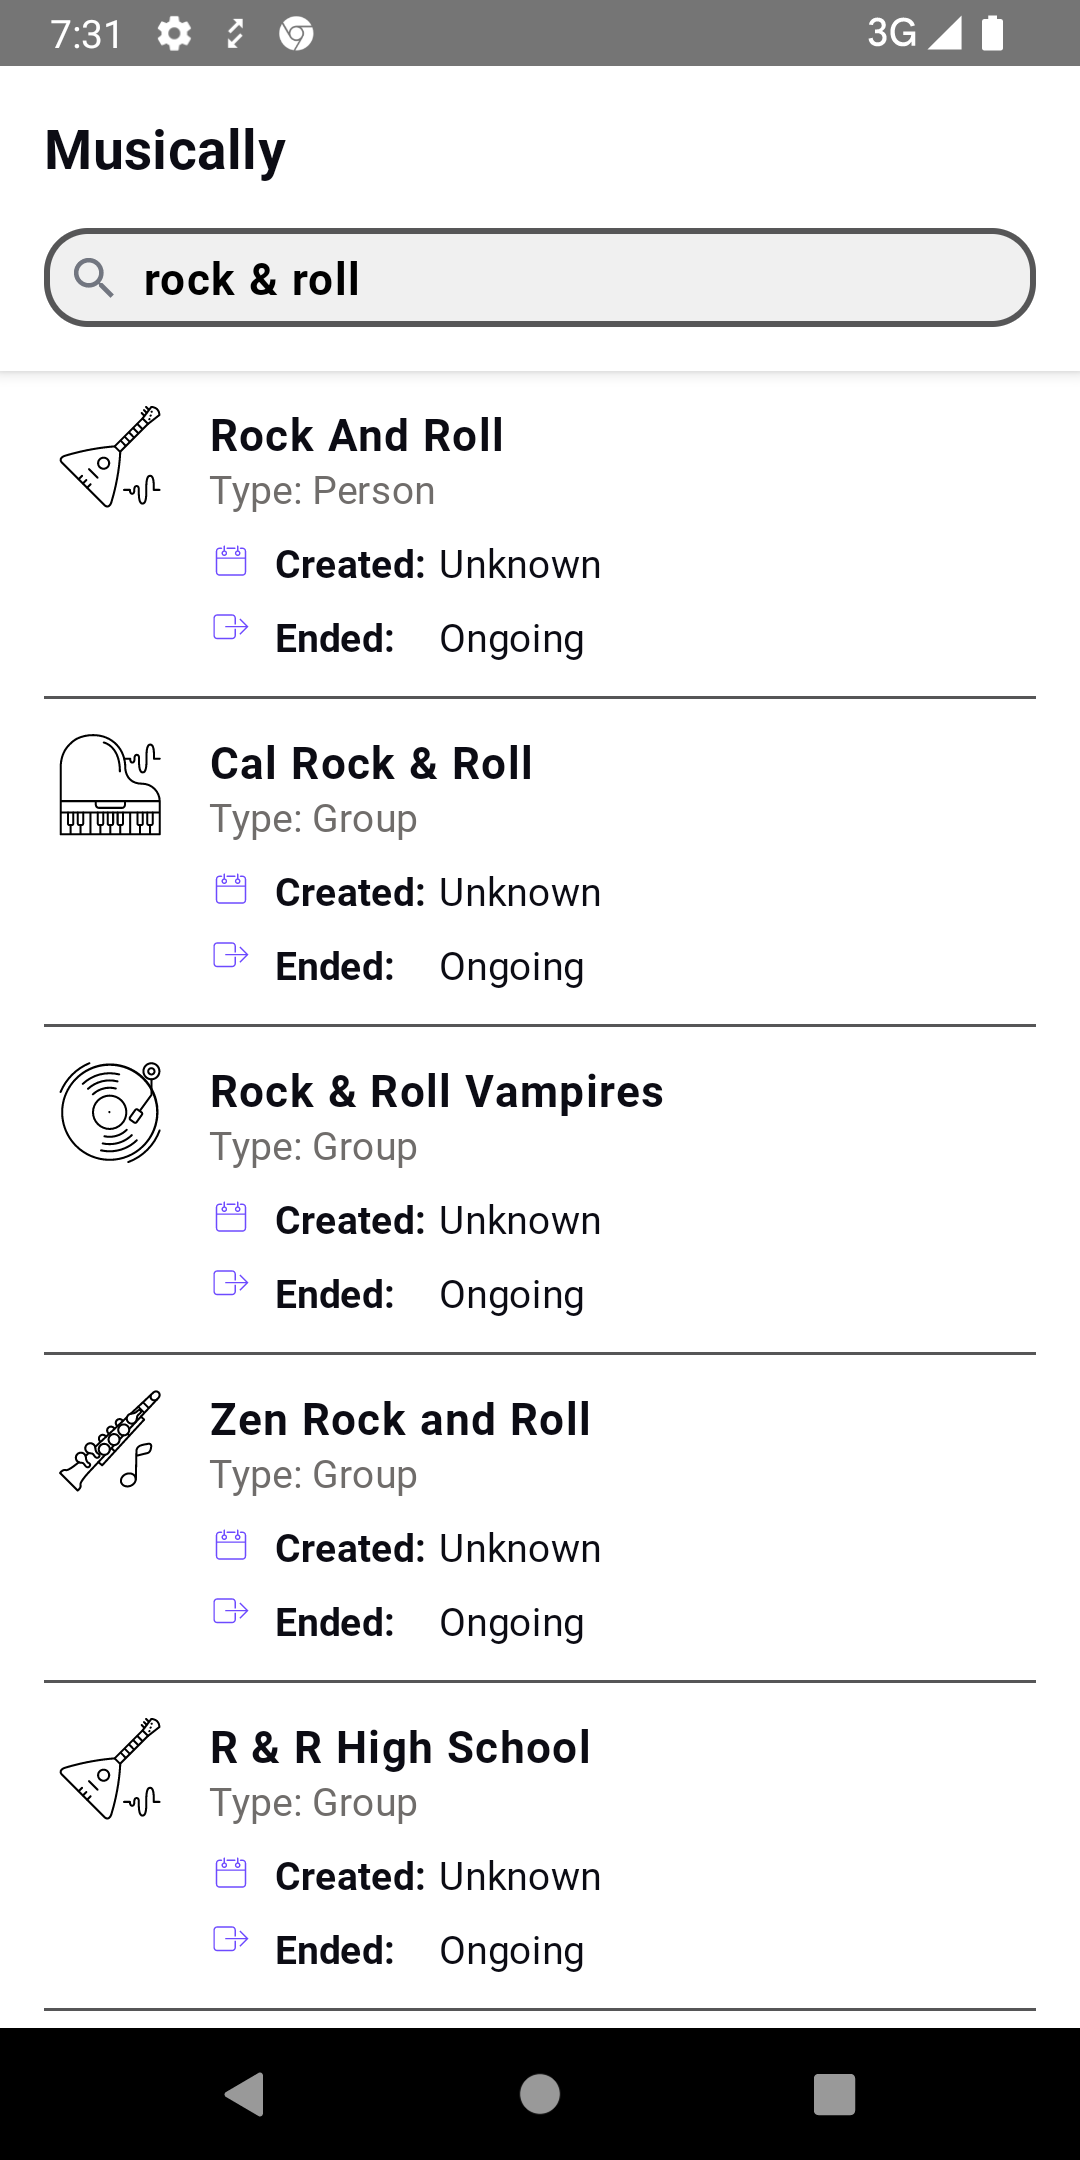 7:31 3G
Musically
rock & roll
Rock And Roll
Type: Person
Created: Unknown
Ended: Ongoing
Cal Rock & Roll
Type: Group
Created: Unknown
Ended: Ongoing
Rock & Roll Vampires
Type: Group
Created: Unknown
Ended: Ongoing
Zen Rock and Roll
Type: Group
Created: Unknown
Ended: Ongoing
R & R High School
Type: Group
Created: Unknown
Ended: Ongoing